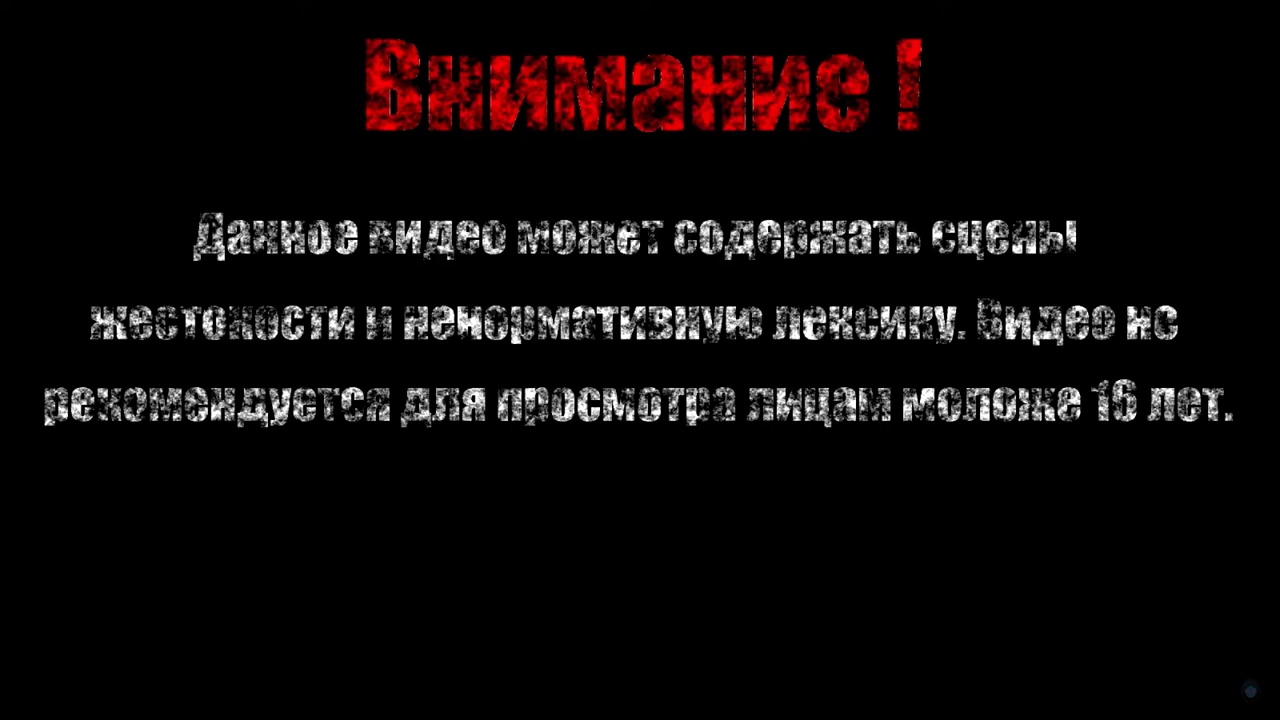 Внимание !
Данное видео может содержать сцены
жестокости и ненормативную лексику. Видео не
рекомендуется для просмотра лицам моложе 16 лет.